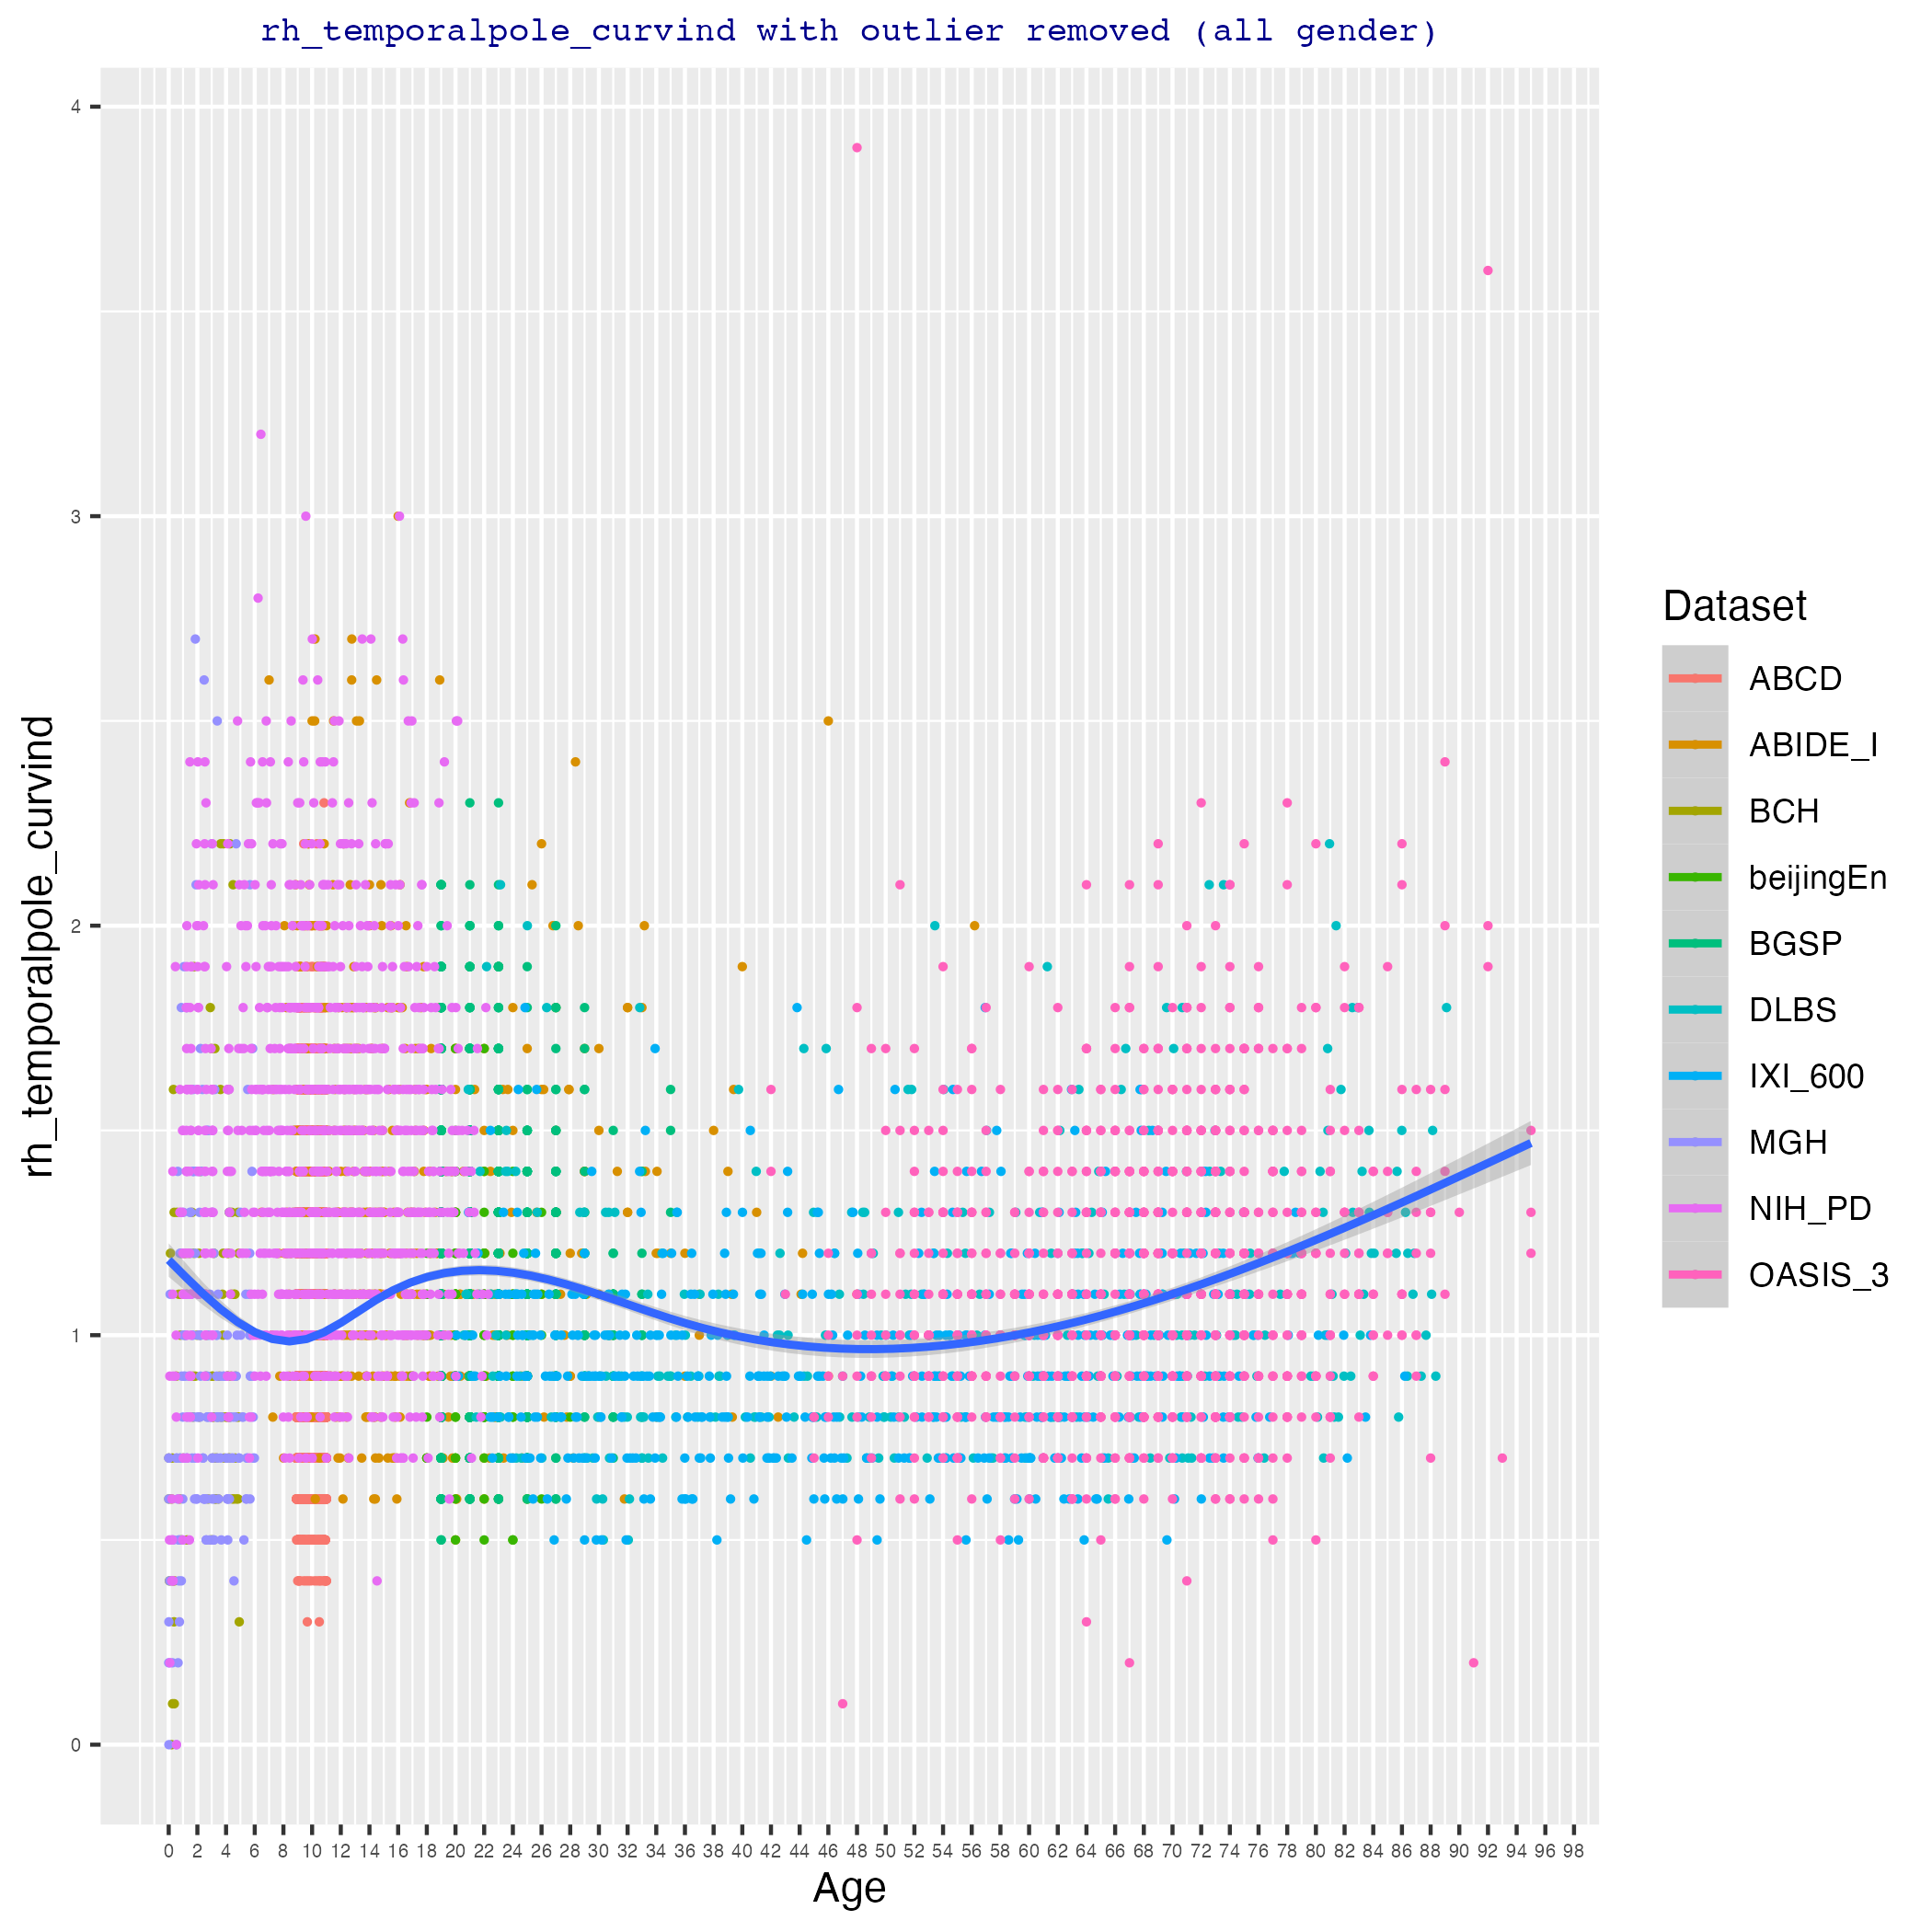 rh_temporalpole_curvind with outlier removed (all gender)
rh_temporalpole_curvind
4
3
2
1
0
0 2 4 6 8 10 12 14 16 18 20 22 24 26 28 30 32 34 36 38 40 42 44 46 48 50 52 54 56 58 60 62 64 66 68 70 72 74 76 78 80 82 84 86 88 90 92 94 96 98
Age
Dataset
ABCD
ABIDE_I
BCH
beijingEn
BGSP
DLBS
IXI_600
MGH
NIH_PD
OASIS_3